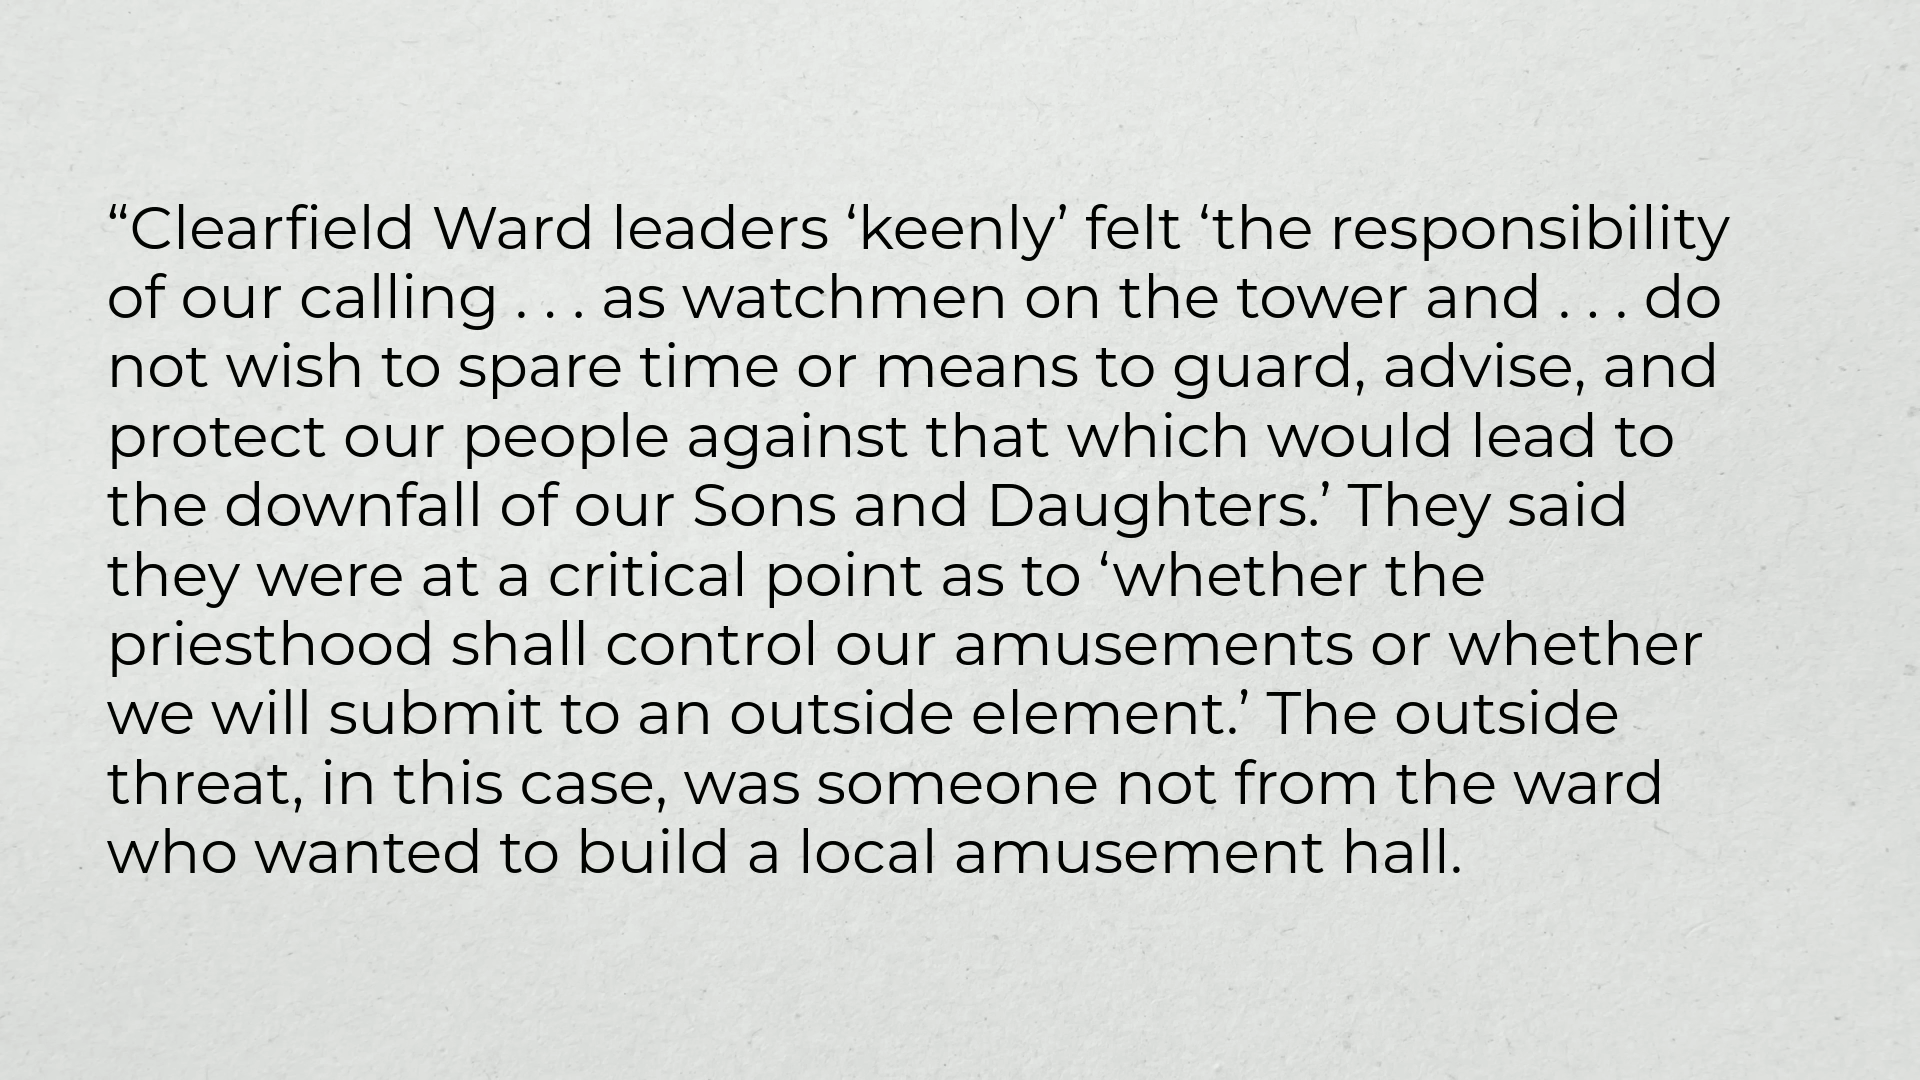 “Clearfield Ward leaders ‘keenly’ felt ‘the responsibility
of our calling . . . as watchmen on the tower and . . . do
not wish to spare time or means to guard, advise, and
protect our people against that which would lead to
the downfall of our Sons and Daughters.’ They said
they were at a critical point as to ‘whether the
priesthood shall control our amusements or whether
we will submit to an outside element.’ The outside
threat, in this case, was someone not from the ward
who wanted to build a local amusement hall.